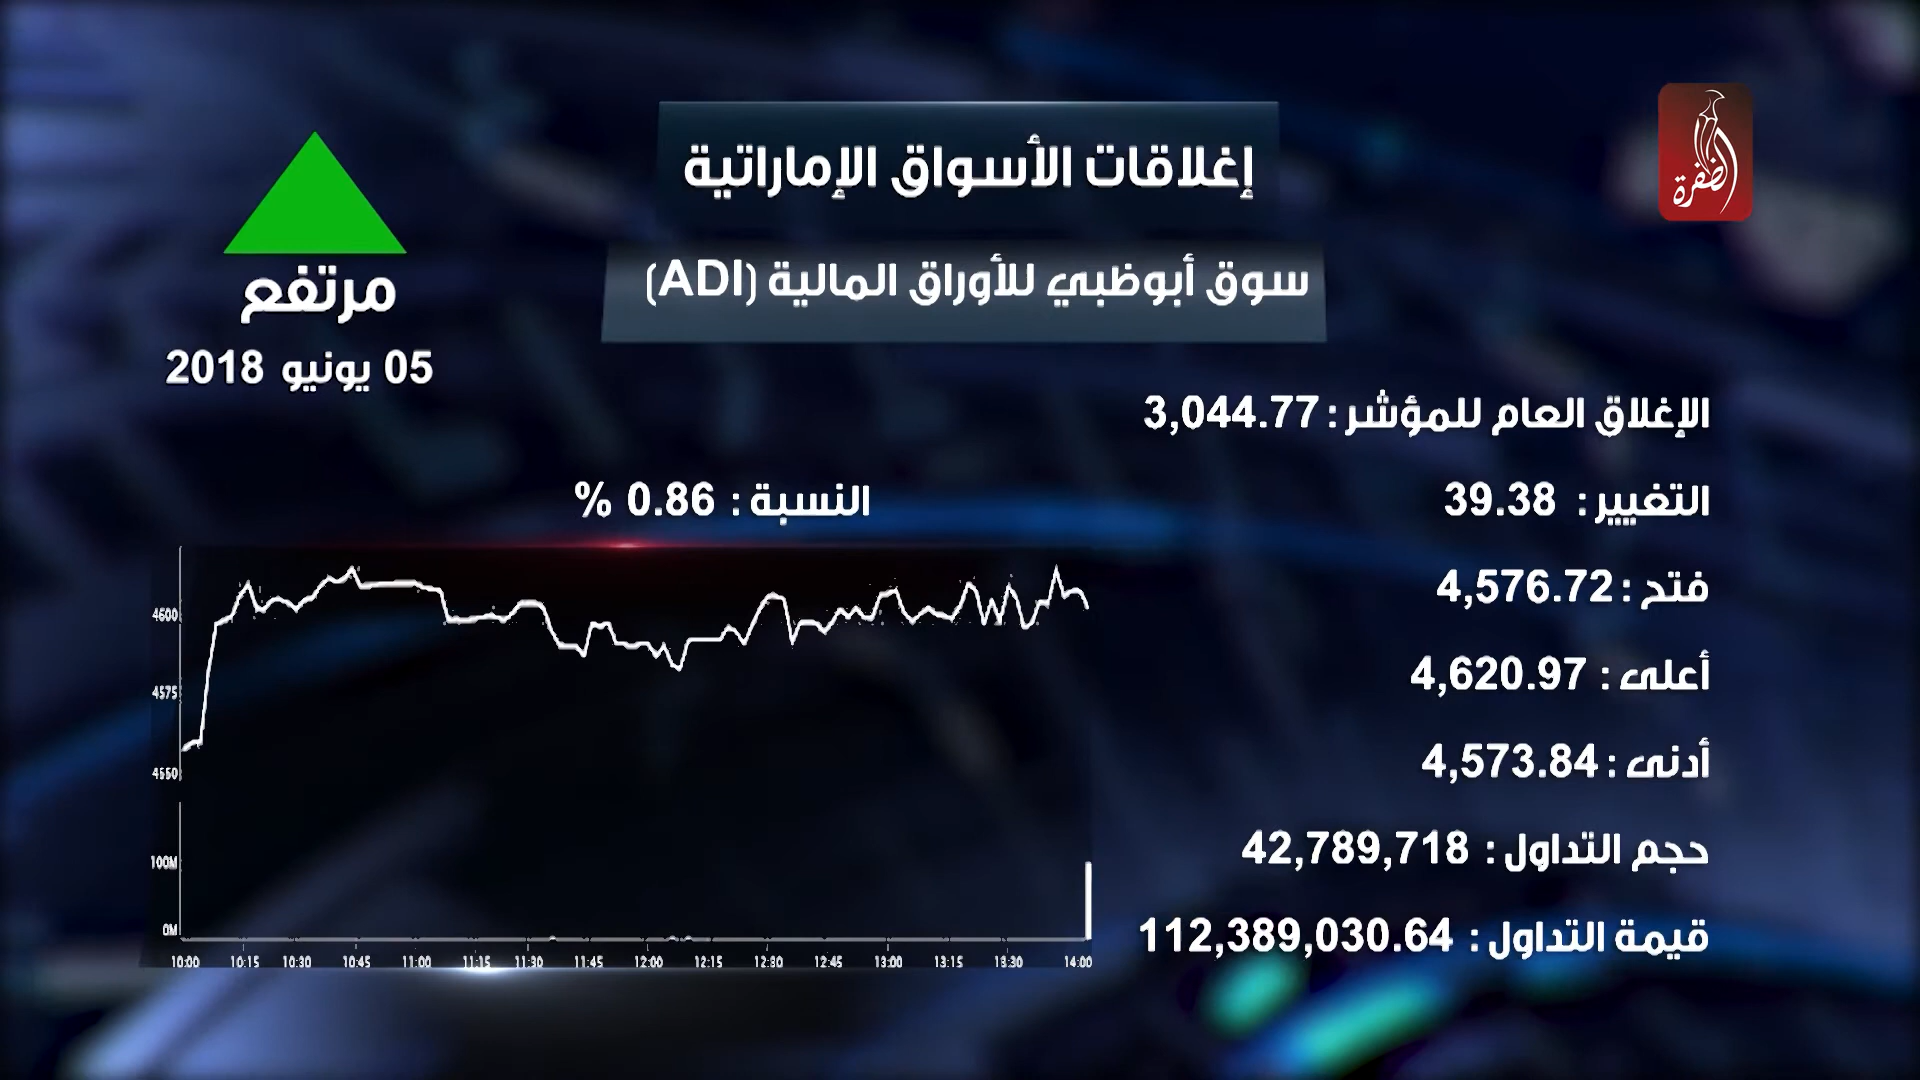 إغلاقات الأسواق الإماراتية
الظفرة
سوق أبوظبي للأوراق المالية (ADI)
مرتفع
05 يونيو 2018
الإغلاق العام للمؤشر : 3,044.77
التغيير : 39.38
النسبة : 0.86 %
فتح : 4,576.72
أعلى : 4,620.97
أدنى : 4,573.84
حجم التداول : 42,789,718
قيمة التداول : 112,389,030.64
4600
4575
4550
100M
0M
10:00 10:15 10:30 10:45 11:00 11:15 11:30 11:45 12:00 12:15 12:30 12:45 13:00 13:15 13:30 14:00